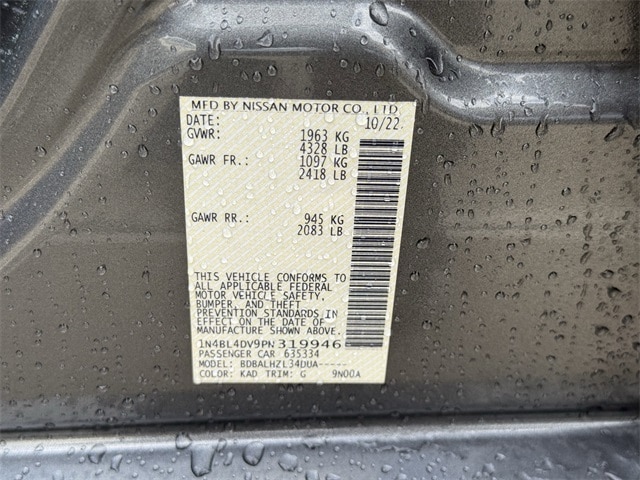 MFD BY NISSAN MOTOR CO., LTD.
DATE: 10/22
GVWR: 1963 KG
4328 LB
GAWR FR.: 1097 KG
2418 LB
GAWR RR.: 945 KG
2083 LB
THIS VEHICLE CONFORMS TO
ALL APPLICABLE FEDERAL
MOTOR VEHICLE SAFETY,
BUMPER, AND THEFT
PREVENTION STANDARDS IN
EFFECT ON THE DATE OF
MANUFACTURE SHOWN ABOVE.
1N4BL4DV9PN319946
PASSENGER CAR 635334
MODEL: BDBALHZL34DUA-----
COLOR: KAD TRIM: G 9N00A